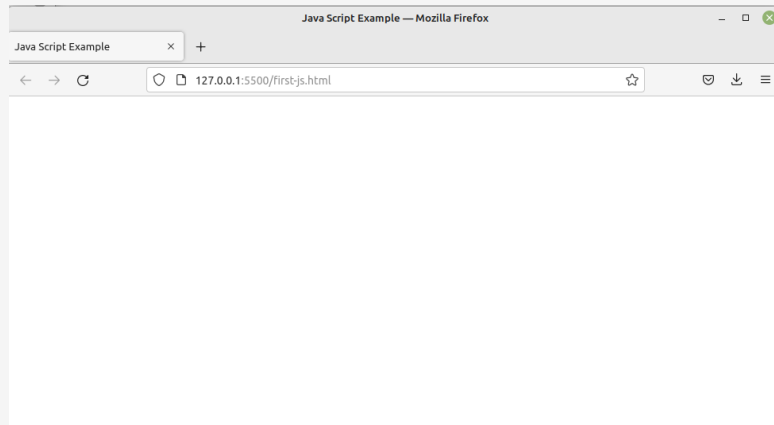 Java Script Example — Mozilla Firefox
Java Script Example
127.0.0.1:5500/first-js.html